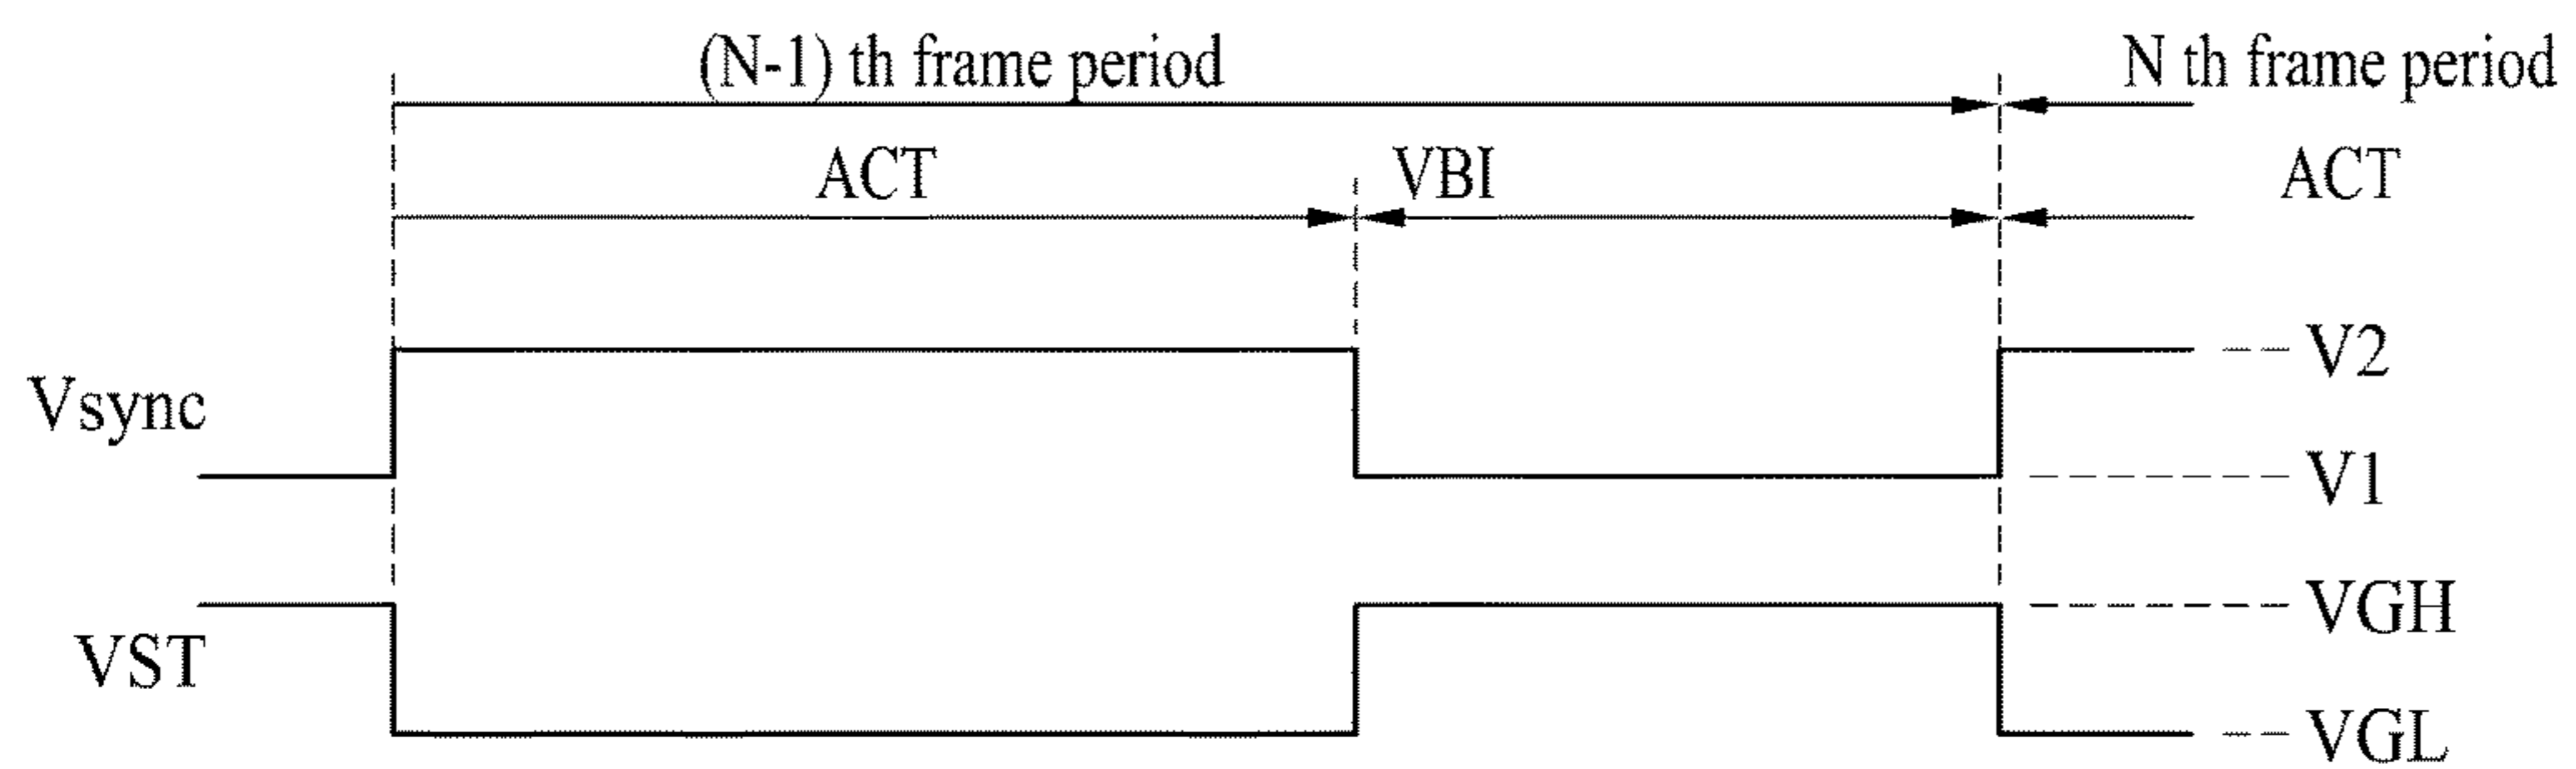 (N-1) th frame period N th frame period
ACT VBI ACT
V2
Vsync
V1
VGH
VST
VGL